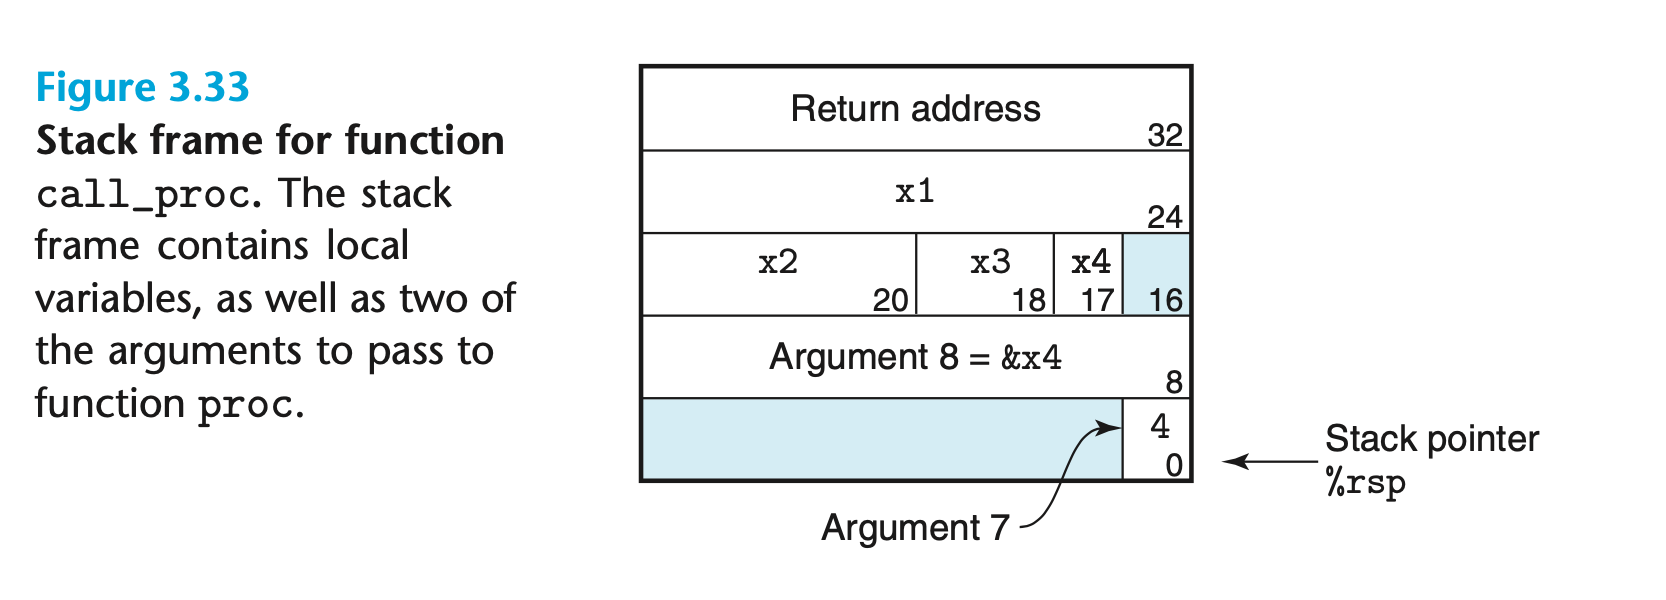 Figure 3.33
Stack frame for function
call_proc. The stack
frame contains local
variables, as well as two of
the arguments to pass to
function proc.
Return address
32
x1
24
x2
20
x3
18
x4
17
16
Argument 8 = &x4
8
4
0
Stack pointer
%rsp
Argument 7